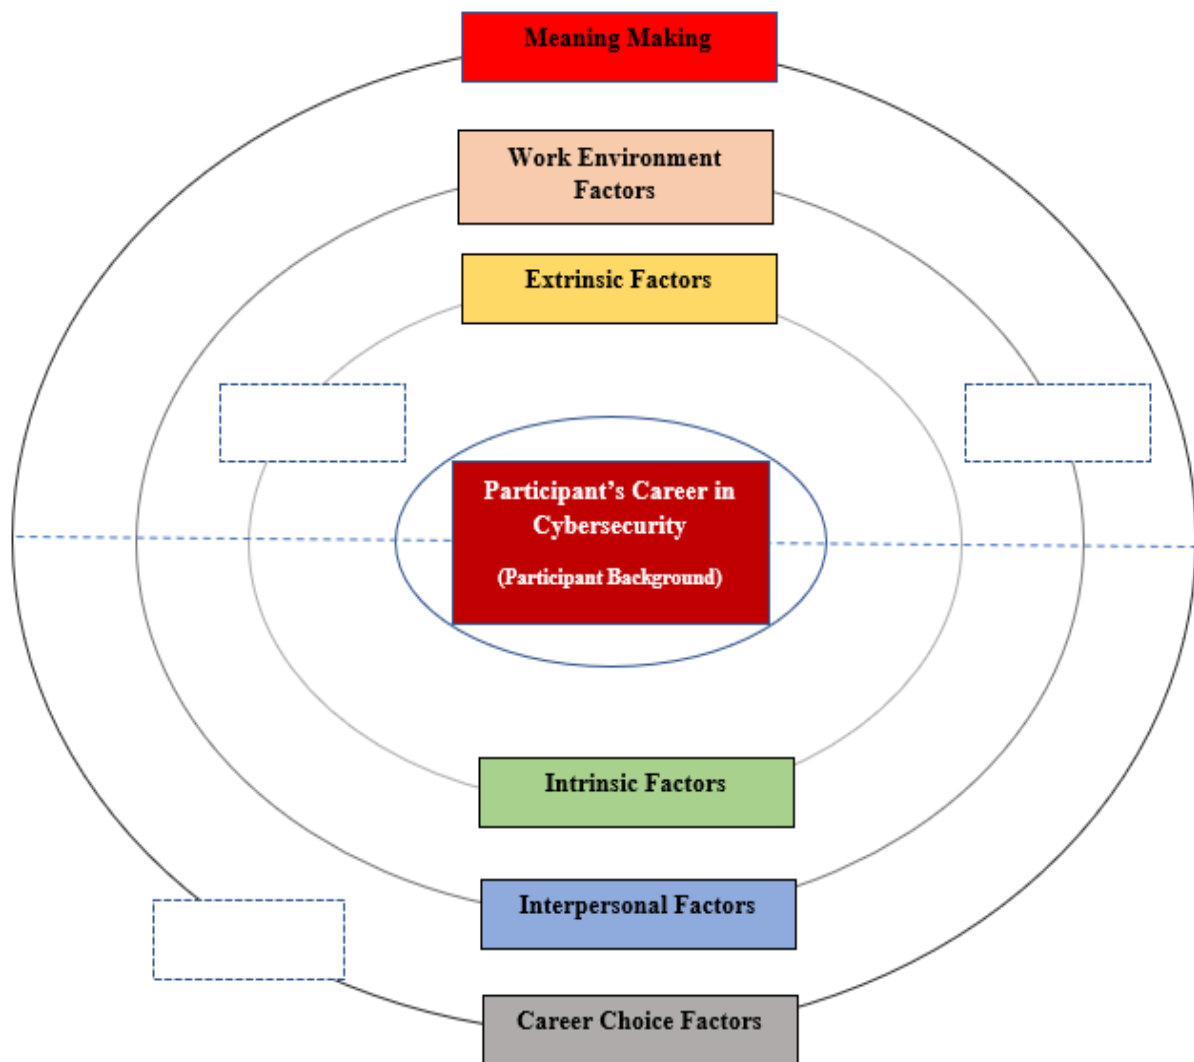 Meaning Making
Work Environment
Factors
Extrinsic Factors
Participant’s Career in
Cybersecurity
(Participant Background)
Intrinsic Factors
Interpersonal Factors
Career Choice Factors